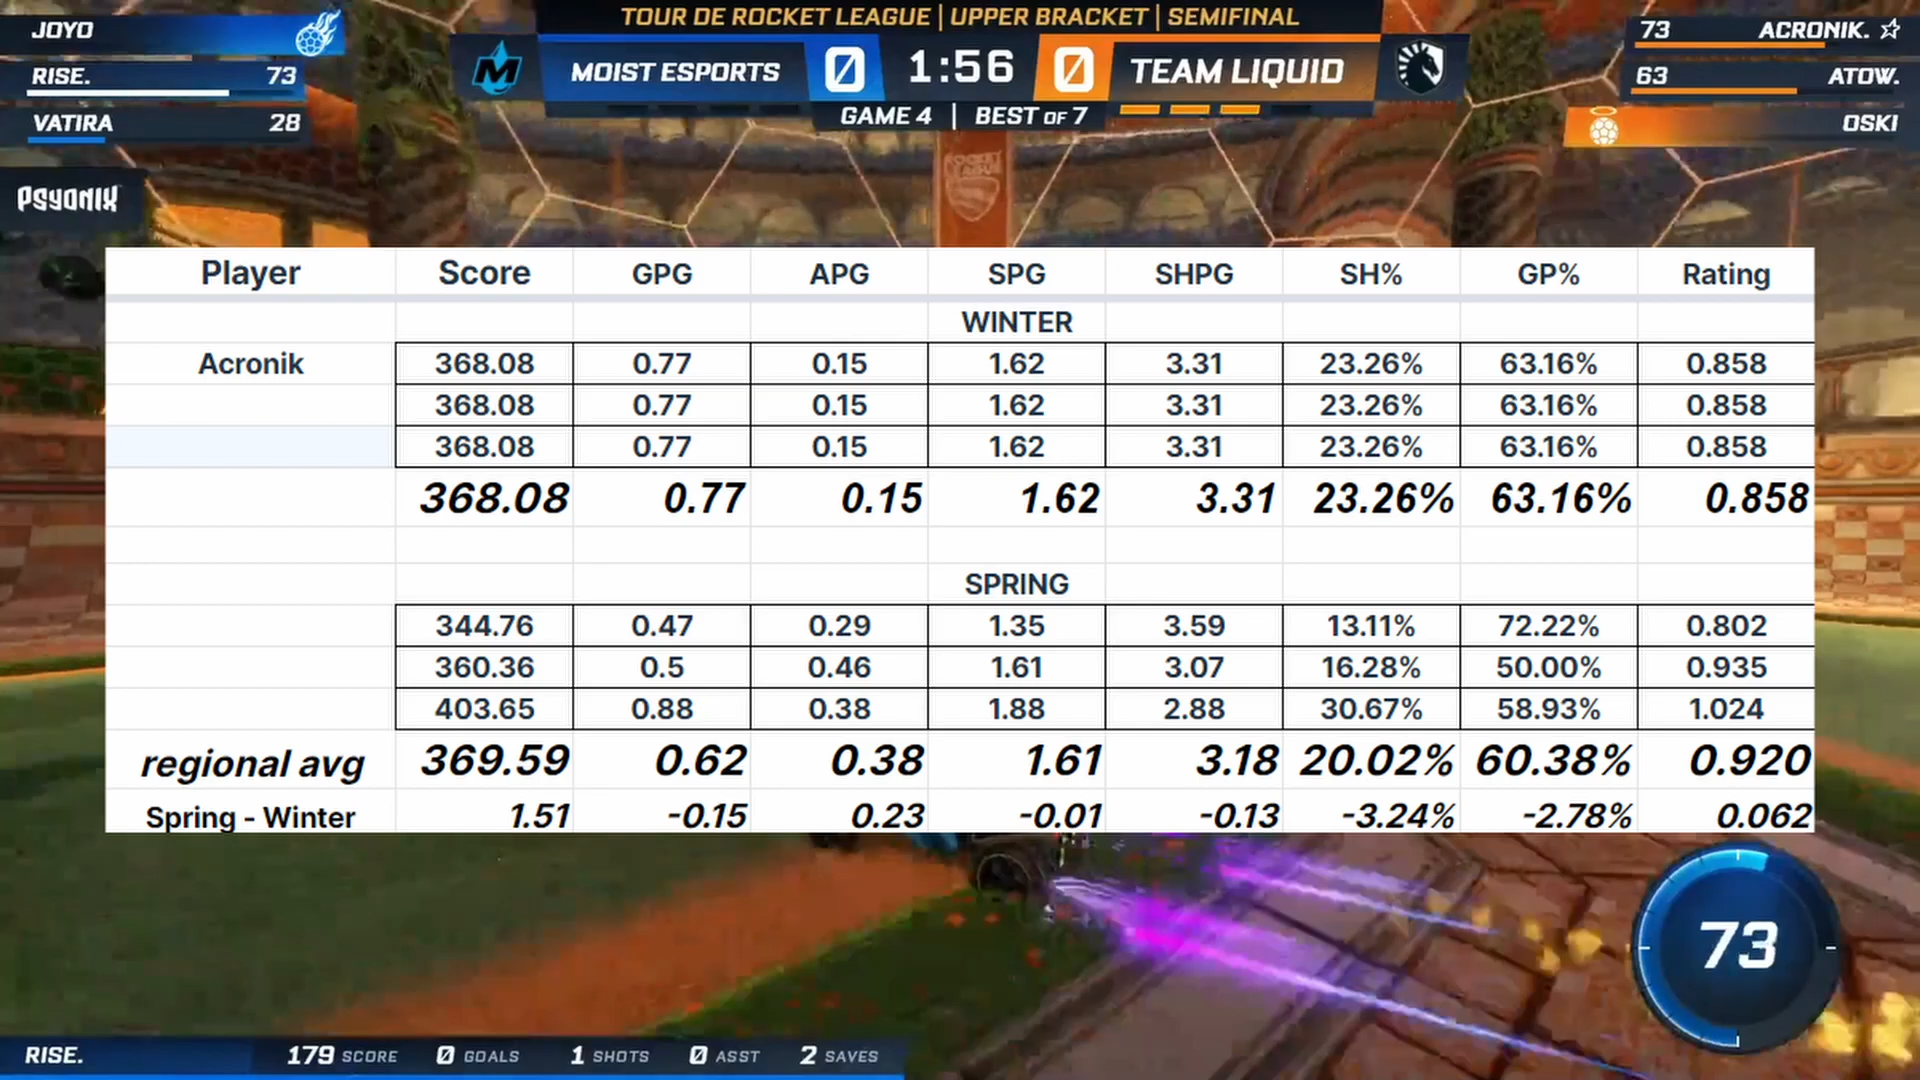 TOUR DE ROCKET LEAGUE | UPPER BRACKET | SEMIFINAL
JOYO
RISE. 73
VATIRA 28
MOIST ESPORTS 0 1:56 0 TEAM LIQUID
GAME 4 | BEST OF 7
73 ACRONIK.
63 ATOW.
OSKI
PSYONIX
ROCKET LEAGUE
Player Score GPG APG SPG SHPG SH% GP% Rating
WINTER
Acronik 368.08 0.77 0.15 1.62 3.31 23.26% 63.16% 0.858
368.08 0.77 0.15 1.62 3.31 23.26% 63.16% 0.858
368.08 0.77 0.15 1.62 3.31 23.26% 63.16% 0.858
368.08 0.77 0.15 1.62 3.31 23.26% 63.16% 0.858
SPRING
344.76 0.47 0.29 1.35 3.59 13.11% 72.22% 0.802
360.36 0.5 0.46 1.61 3.07 16.28% 50.00% 0.935
403.65 0.88 0.38 1.88 2.88 30.67% 58.93% 1.024
regional avg 369.59 0.62 0.38 1.61 3.18 20.02% 60.38% 0.920
Spring - Winter 1.51 -0.15 0.23 -0.01 -0.13 -3.24% -2.78% 0.062
73
RISE. 179 SCORE 0 GOALS 1 SHOTS 0 ASST 2 SAVES